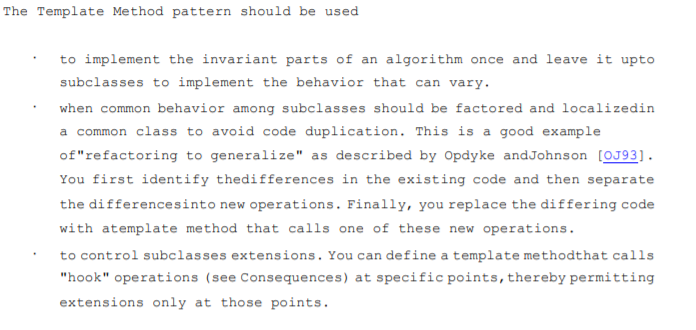 The Template Method pattern should be used
· to implement the invariant parts of an algorithm once and leave it upto
subclasses to implement the behavior that can vary.
· when common behavior among subclasses should be factored and localizedin
a common class to avoid code duplication. This is a good example
of"refactoring to generalize" as described by Opdyke andJohnson [OJ93].
You first identify thedifferences in the existing code and then separate
the differencesinto new operations. Finally, you replace the differing code
with atemplate method that calls one of these new operations.
· to control subclasses extensions. You can define a template methodthat calls
"hook" operations (see Consequences) at specific points,thereby permitting
extensions only at those points.